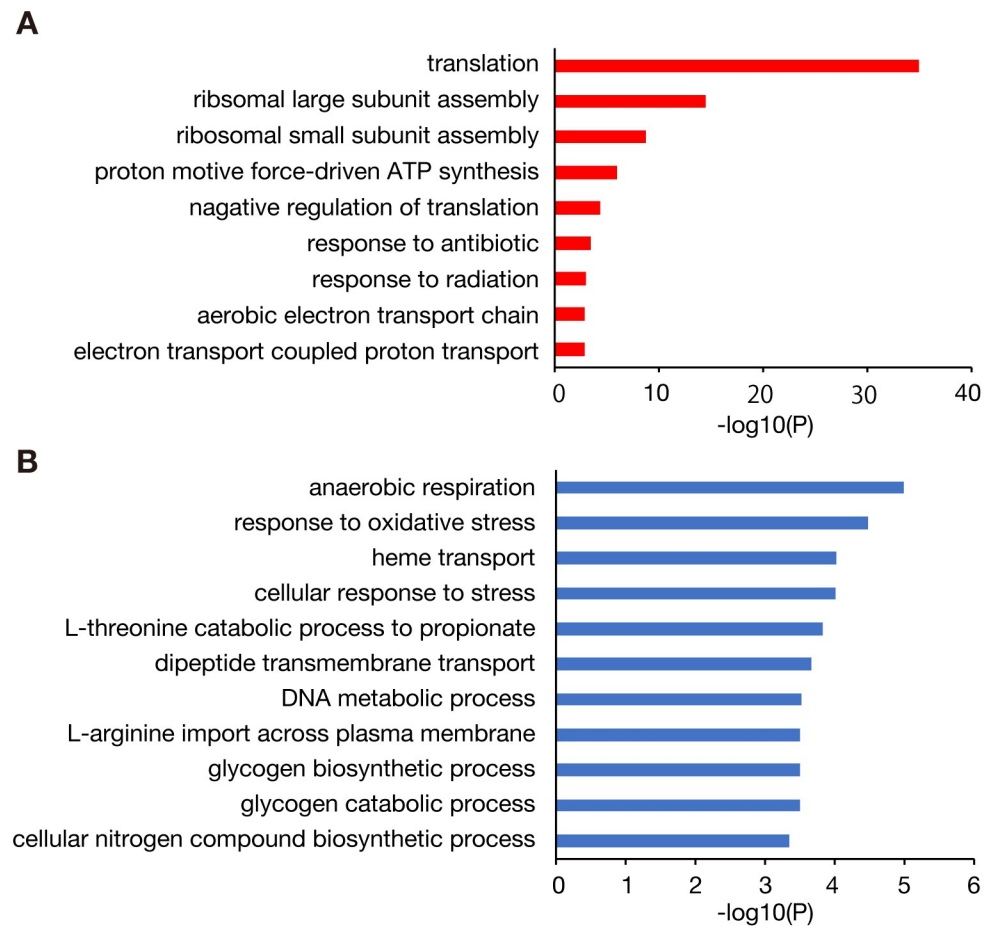 A
translation
ribsomal large subunit assembly
ribosomal small subunit assembly
proton motive force-driven ATP synthesis
nagative regulation of translation
response to antibiotic
response to radiation
aerobic electron transport chain
electron transport coupled proton transport
0 10 20 30 40
-log10(P)
B
anaerobic respiration
response to oxidative stress
heme transport
cellular response to stress
L-threonine catabolic process to propionate
dipeptide transmembrane transport
DNA metabolic process
L-arginine import across plasma membrane
glycogen biosynthetic process
glycogen catabolic process
cellular nitrogen compound biosynthetic process
0 1 2 3 4 5 6
-log10(P)